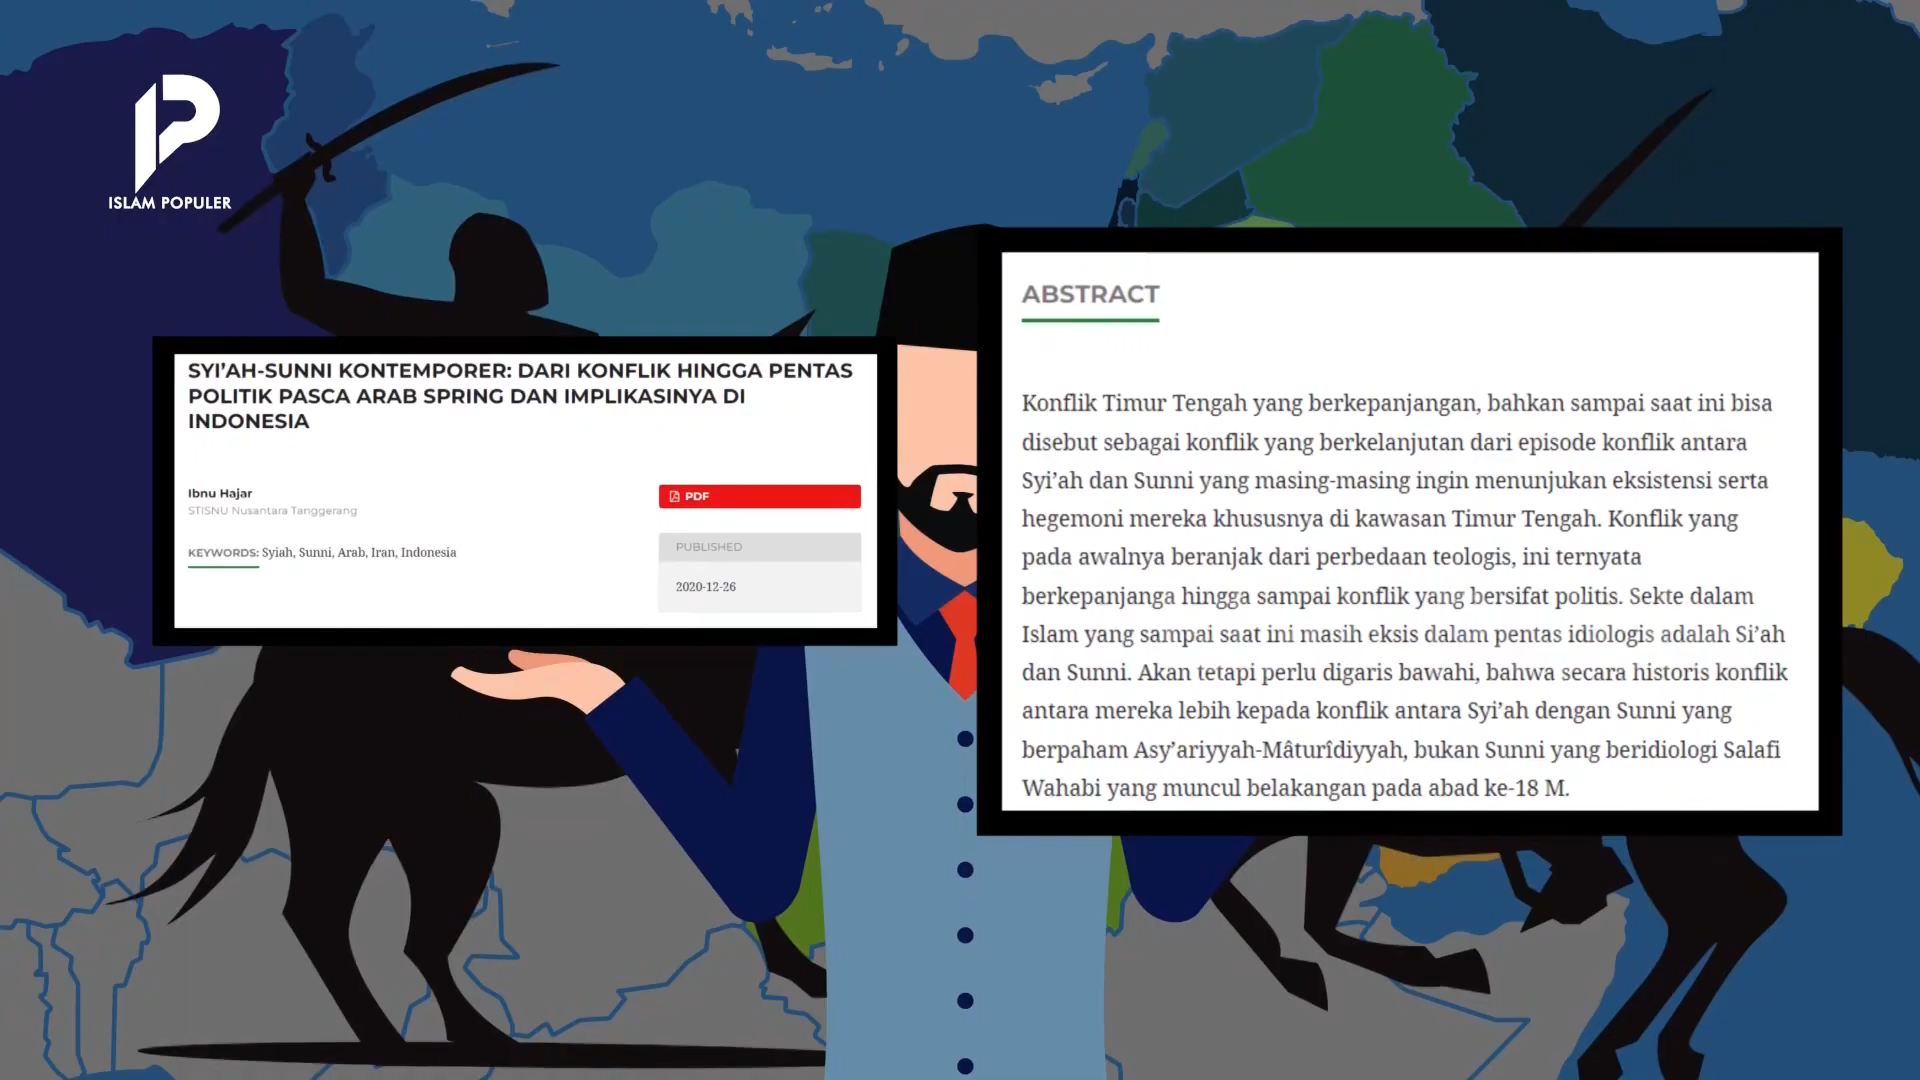 ISLAM POPULER
SYI’AH-SUNNI KONTEMPORER: DARI KONFLIK HINGGA PENTAS
POLITIK PASCA ARAB SPRING DAN IMPLIKASINYA DI
INDONESIA
Ibnu Hajar
STISNU Nusantara Tanggerang
KEYWORDS: Syiah, Sunni, Arab, Iran, Indonesia
PDF
PUBLISHED
2020-12-26
ABSTRACT
Konflik Timur Tengah yang berkepanjangan, bahkan sampai saat ini bisa
disebut sebagai konflik yang berkelanjutan dari episode konflik antara
Syi’ah dan Sunni yang masing-masing ingin menunjukan eksistensi serta
hegemoni mereka khususnya di kawasan Timur Tengah. Konflik yang
pada awalnya beranjak dari perbedaan teologis, ini ternyata
berkepanjanga hingga sampai konflik yang bersifat politis. Sekte dalam
Islam yang sampai saat ini masih eksis dalam pentas idiologis adalah Si’ah
dan Sunni. Akan tetapi perlu digaris bawahi, bahwa secara historis konflik
antara mereka lebih kepada konflik antara Syi’ah dengan Sunni yang
berpaham Asy’ariyyah-Mâturîdiyyah, bukan Sunni yang beridiologi Salafi
Wahabi yang muncul belakangan pada abad ke-18 M.